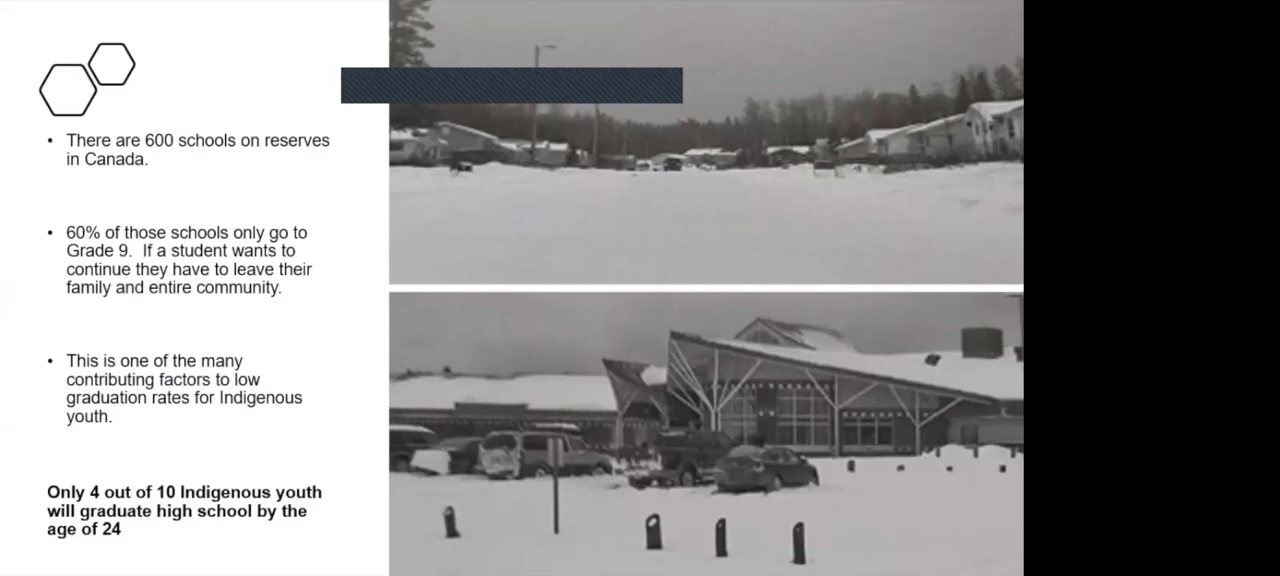 • There are 600 schools on reserves
in Canada.
• 60% of those schools only go to
Grade 9.  If a student wants to
continue they have to leave their
family and entire community.
• This is one of the many
contributing factors to low
graduation rates for Indigenous
youth.
Only 4 out of 10 Indigenous youth
will graduate high school by the
age of 24